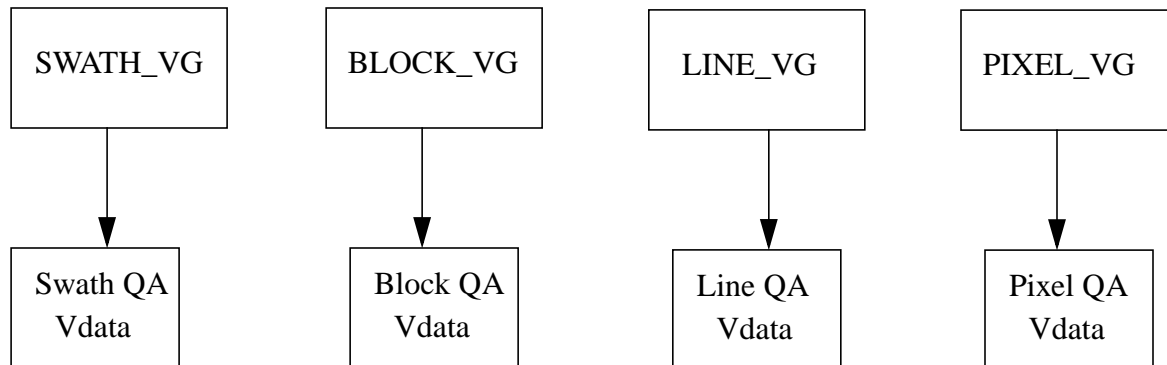 SWATH_VG
BLOCK_VG
LINE_VG
PIXEL_VG
Swath QA
Vdata
Block QA
Vdata
Line QA
Vdata
Pixel QA
Vdata